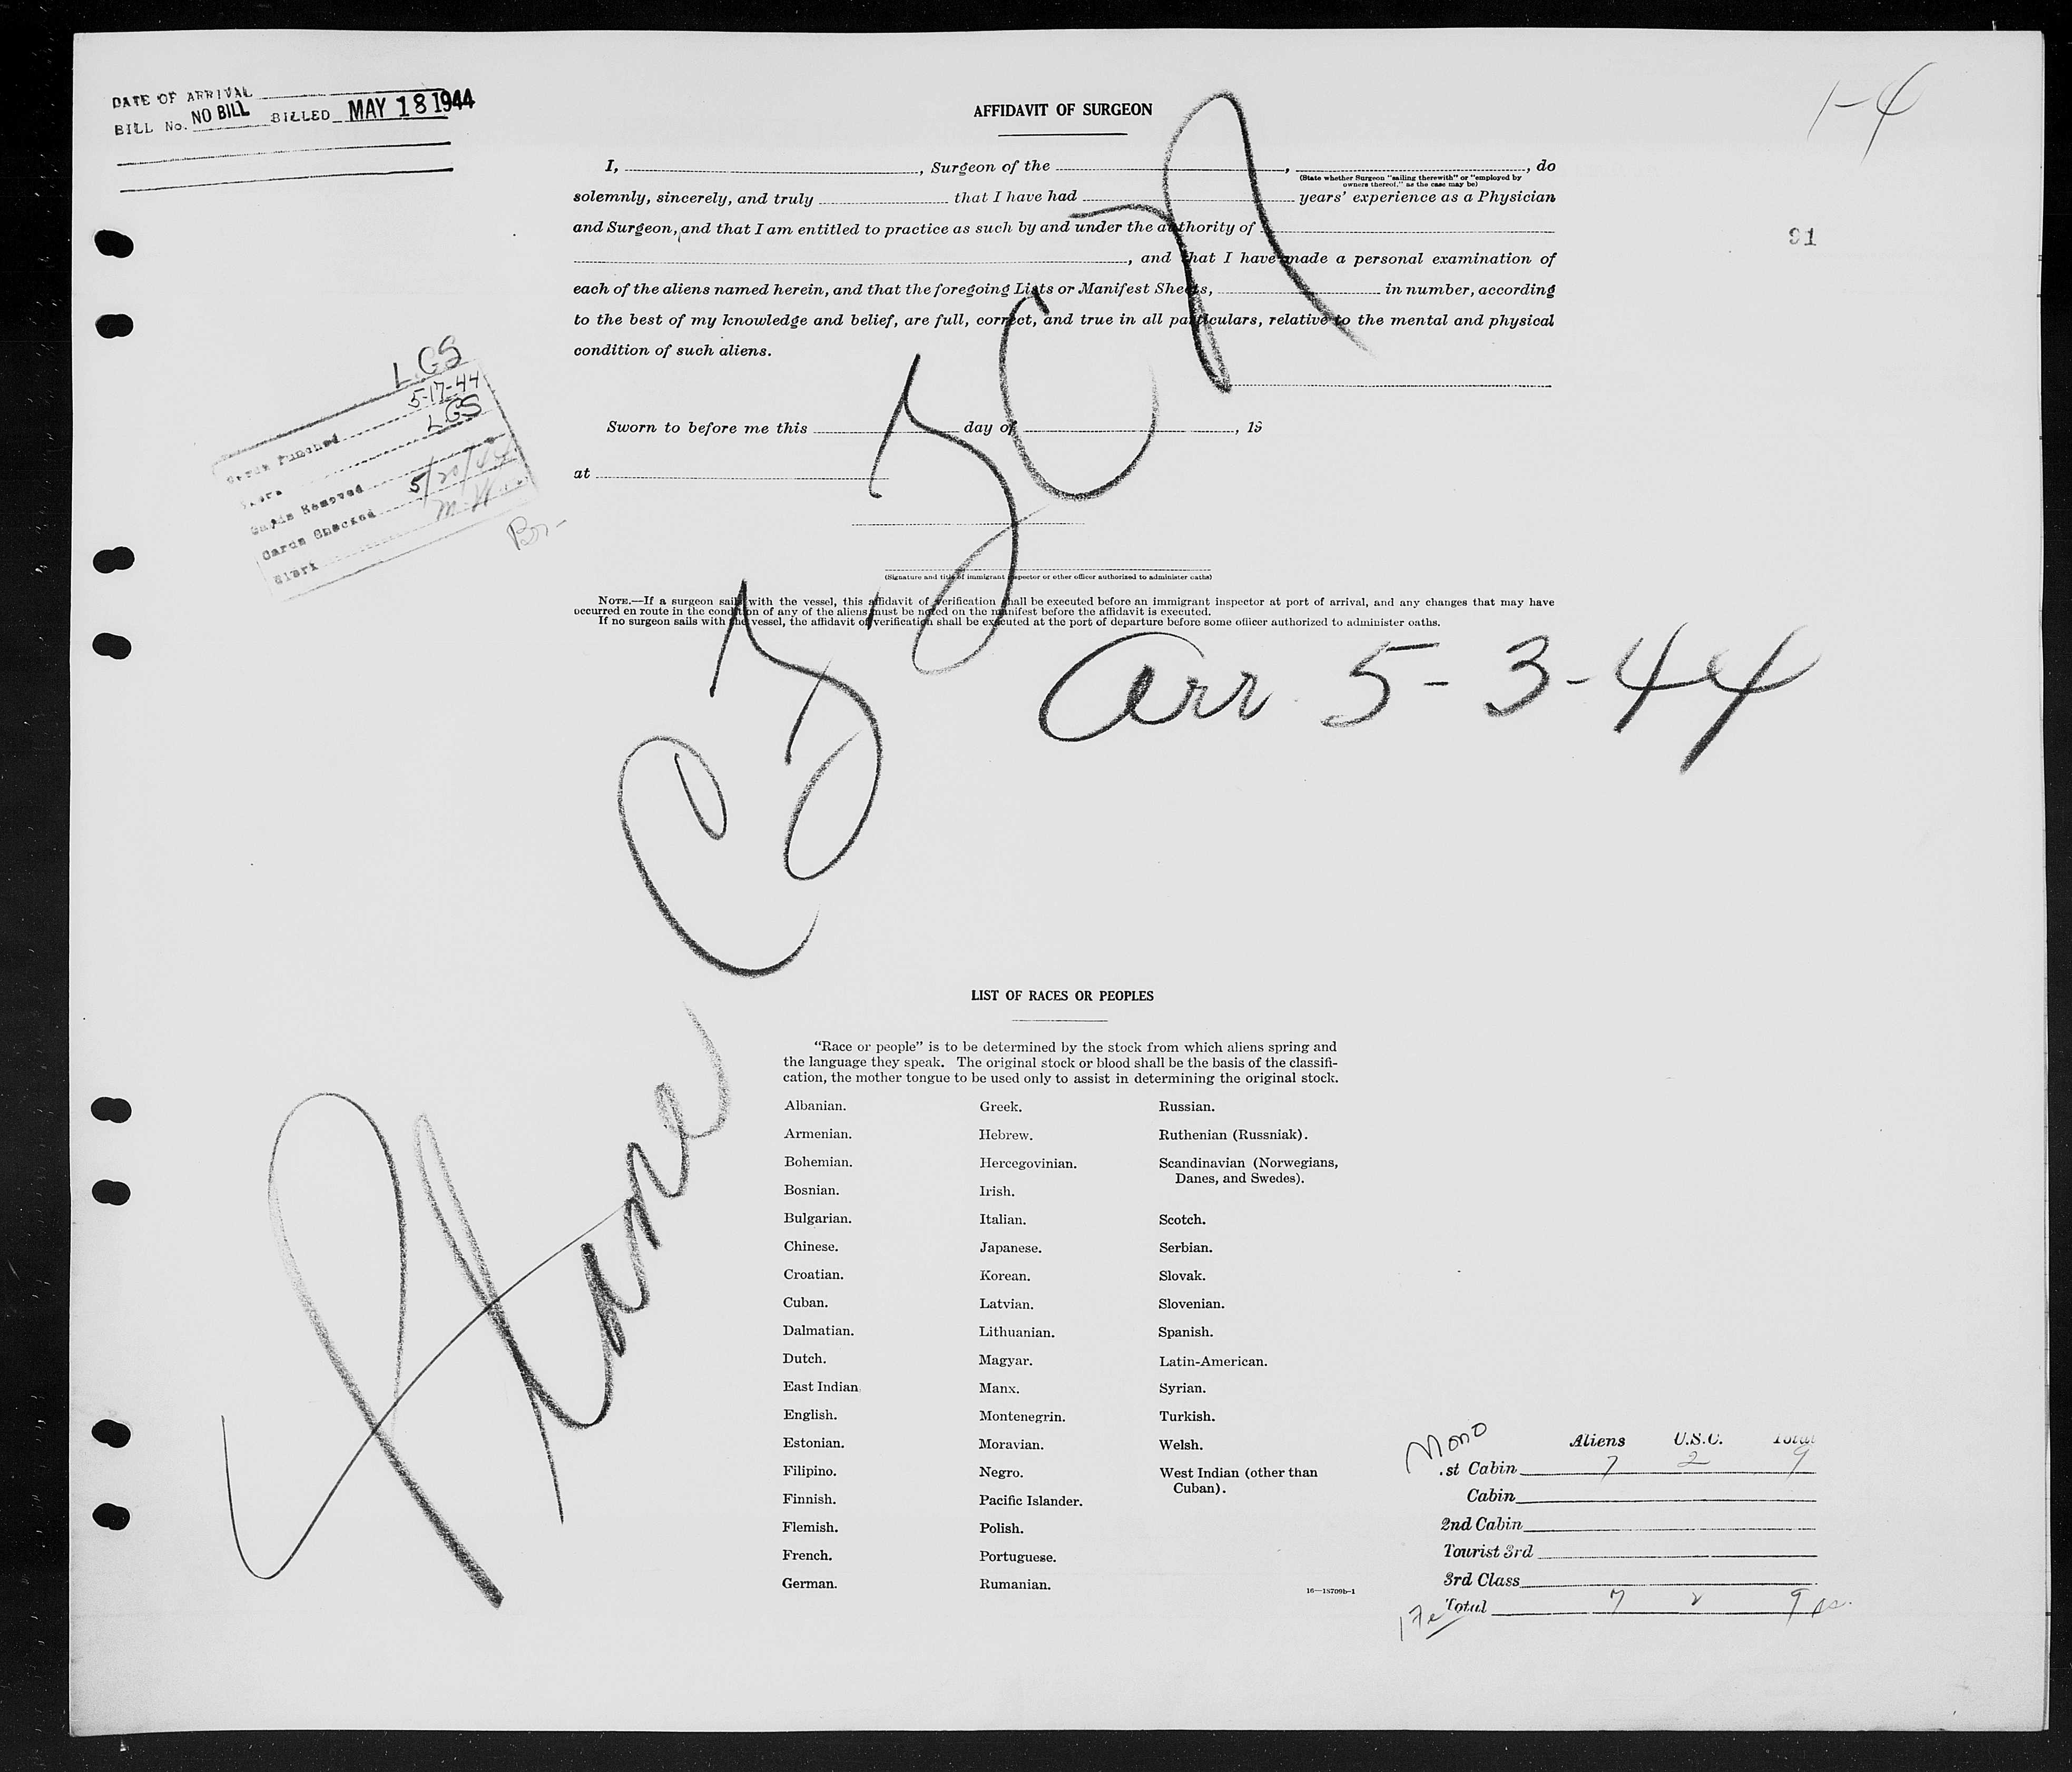 DATE OF ARRIVAL
BILL No. NO BILL BILLED MAY 18 1944
1-4
91
AFFIDAVIT OF SURGEON
I, , Surgeon of the , , do
(State whether Surgeon "sailing therewith" or "employed by
owners thereof," as the case may be)
solemnly, sincerely, and truly that I have had years' experience as a Physician
and Surgeon, and that I am entitled to practice as such by and under the authority of
, and that I have made a personal examination of
each of the aliens named herein, and that the foregoing Lists or Manifest Sheets, in number, according
to the best of my knowledge and belief, are full, correct, and true in all particulars, relative to the mental and physical
condition of such aliens.
Sworn to before me this day of , 19
at
(Signature and title of immigrant inspector or other officer authorized to administer oaths)
NOTE.—If a surgeon sails with the vessel, this affidavit of verification shall be executed before an immigrant inspector at port of arrival, and any changes that may have
occurred en route in the condition of any of the aliens must be noted on the manifest before the affidavit is executed.
If no surgeon sails with the vessel, the affidavit of verification shall be executed at the port of departure before some officer authorized to administer oaths.
LGS
5-17-44
Cards Punched LGS
Cards Removed 5/20/44
Cards Checked
Clerk
Plane
Arr 5-3-44
LIST OF RACES OR PEOPLES
"Race or people" is to be determined by the stock from which aliens spring and
the language they speak. The original stock or blood shall be the basis of the classifi-
cation, the mother tongue to be used only to assist in determining the original stock.
Albanian.
Armenian.
Bohemian.
Bosnian.
Bulgarian.
Chinese.
Croatian.
Cuban.
Dalmatian.
Dutch.
East Indian
English.
Estonian.
Filipino.
Finnish.
Flemish.
French.
German.
Greek.
Hebrew.
Hercegovinian.
Irish.
Italian.
Japanese.
Korean.
Latvian.
Lithuanian.
Magyar.
Manx.
Montenegrin.
Moravian.
Negro.
Pacific Islander.
Polish.
Portuguese.
Rumanian.
Russian.
Ruthenian (Russniak).
Scandinavian (Norwegians,
Danes, and Swedes).
Scotch.
Serbian.
Slovak.
Slovenian.
Spanish.
Latin-American.
Syrian.
Turkish.
Welsh.
West Indian (other than
Cuban).
16—13709b-1
Mono
Aliens U.S.C. Total
.st Cabin 7 2 9
Cabin
2nd Cabin
Tourist 3rd
3rd Class
Total 7 2 9